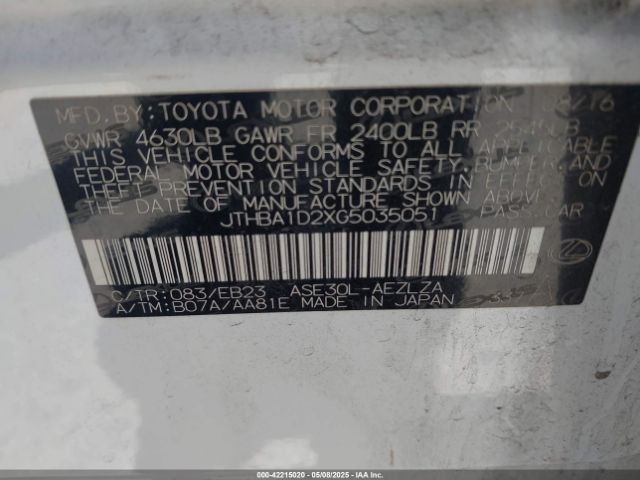 MFD. BY: TOYOTA MOTOR CORPORATION 08/16
GVWR 4630LB GAWR FR 2400LB RR 2545LB
THIS VEHICLE CONFORMS TO ALL APPLICABLE
FEDERAL MOTOR VEHICLE SAFETY, BUMPER, AND
THEFT PREVENTION STANDARDS IN EFFECT ON
THE DATE OF MANUFACTURE SHOWN ABOVE.
JTHBA1D2XG5035051 PASS. CAR
C/TR: 083/EB23 ASE30L-AEZLZA
A/TM: B07A/AA81E MADE IN JAPAN
000-42215020 05/08/2025 IAAI.COM